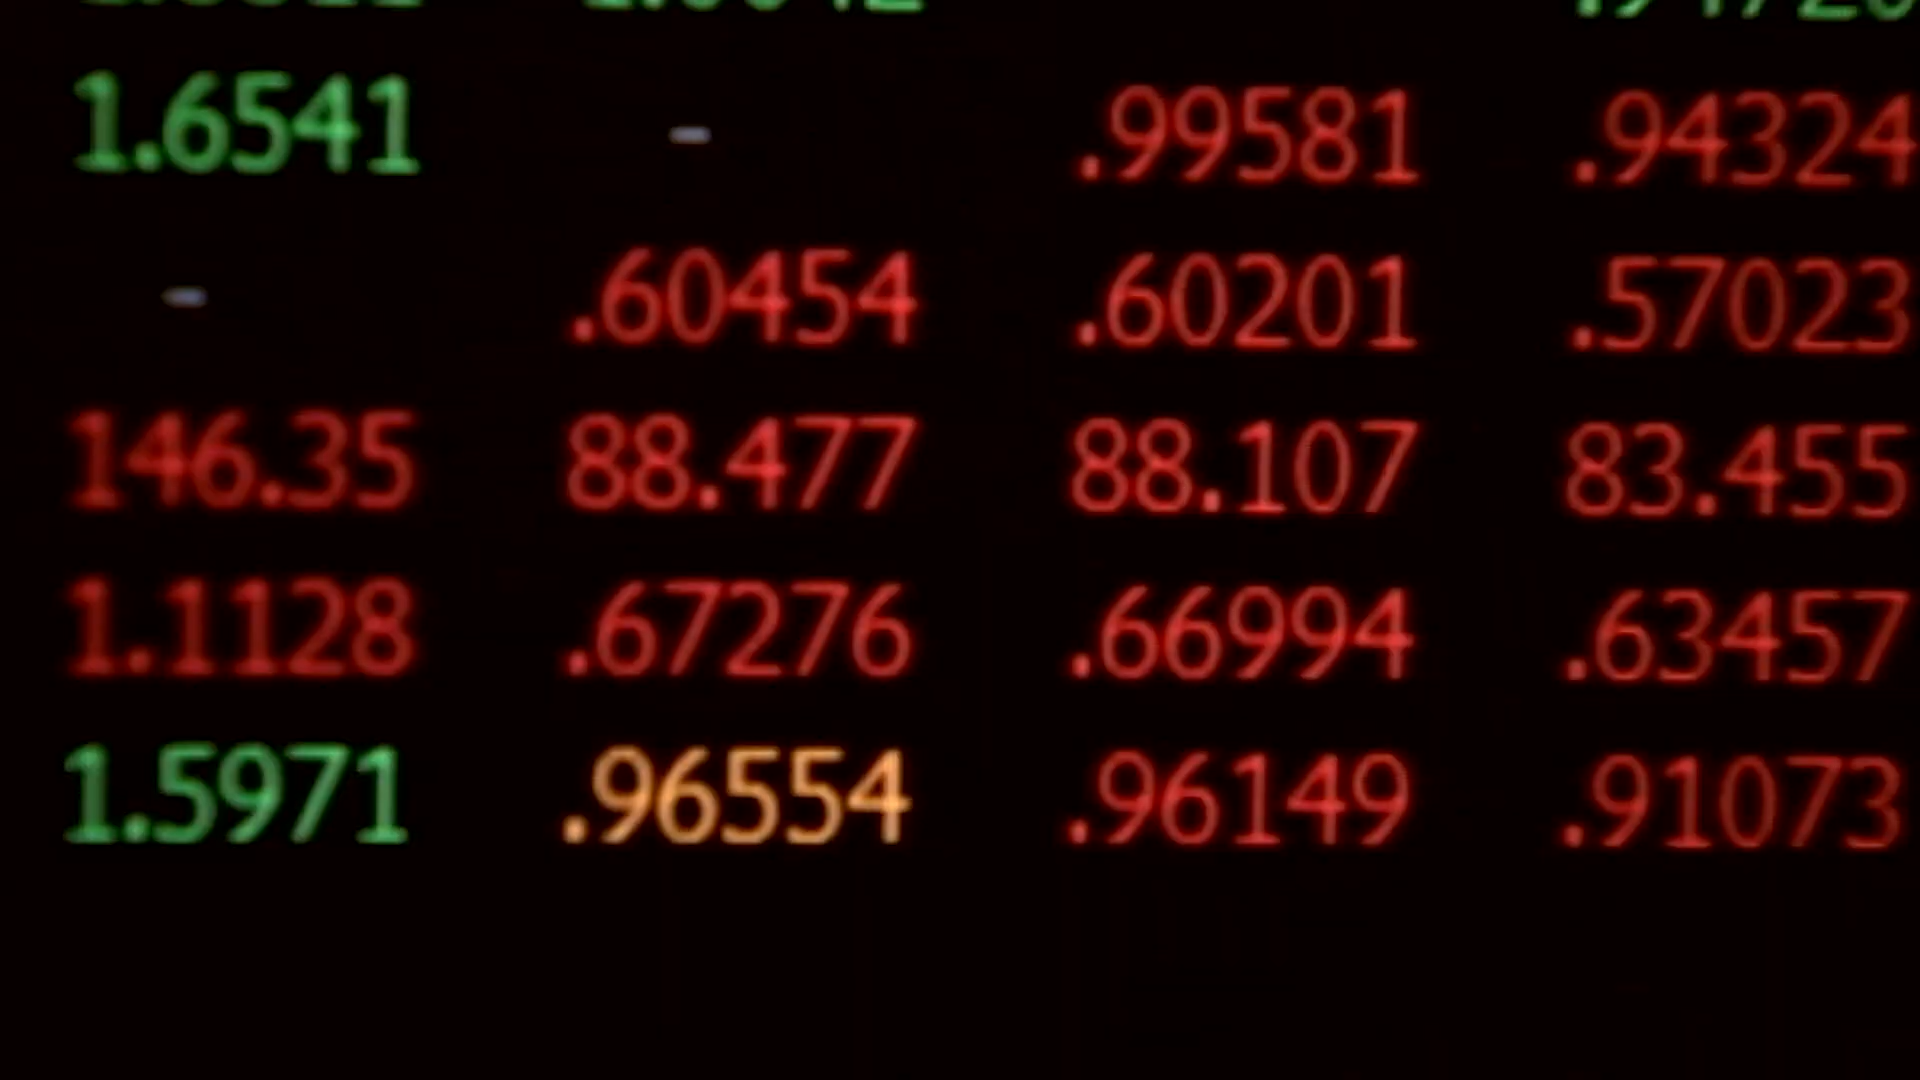 1.6541 - .99581 .94324
- .60454 .60201 .57023
146.35 88.477 88.107 83.455
1.1128 .67276 .66994 .63457
1.5971 .96554 .96149 .91073